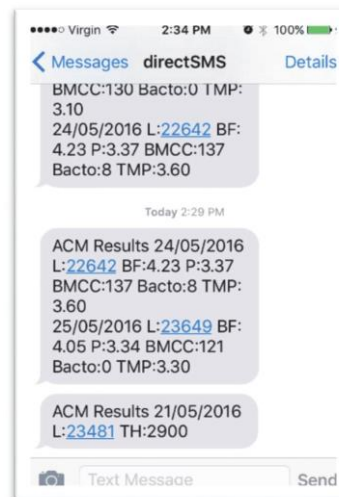 Virgin 2:34 PM 100%
Messages directSMS Details
BMCC:130 Bacto:0 TMP:
3.10
24/05/2016 L:22642 BF:
4.23 P:3.37 BMCC:137
Bacto:8 TMP:3.60
Today 2:29 PM
ACM Results 24/05/2016
L:22642 BF:4.23 P:3.37
BMCC:137 Bacto:8 TMP:
3.60
25/05/2016 L:23649 BF:
4.05 P:3.34 BMCC:121
Bacto:0 TMP:3.30
ACM Results 21/05/2016
L:23481 TH:2900
Text Message Send